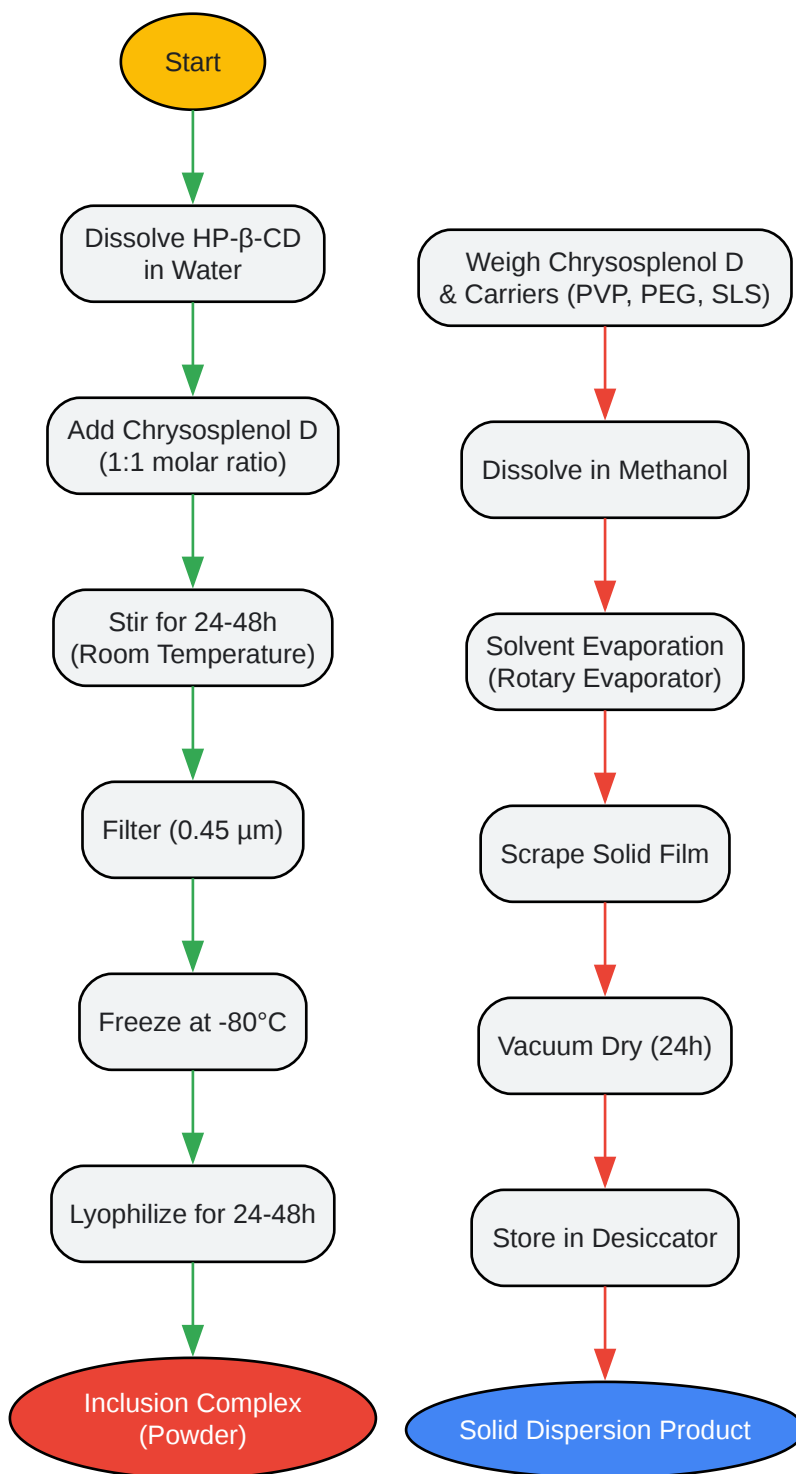 Start
Dissolve HP-β-CD
in Water
Add Chrysosplenol D
(1:1 molar ratio)
Stir for 24-48h
(Room Temperature)
Filter (0.45 µm)
Freeze at -80°C
Lyophilize for 24-48h
Inclusion Complex
(Powder)
Weigh Chrysosplenol D
& Carriers (PVP, PEG, SLS)
Dissolve in Methanol
Solvent Evaporation
(Rotary Evaporator)
Scrape Solid Film
Vacuum Dry (24h)
Store in Desiccator
Solid Dispersion Product